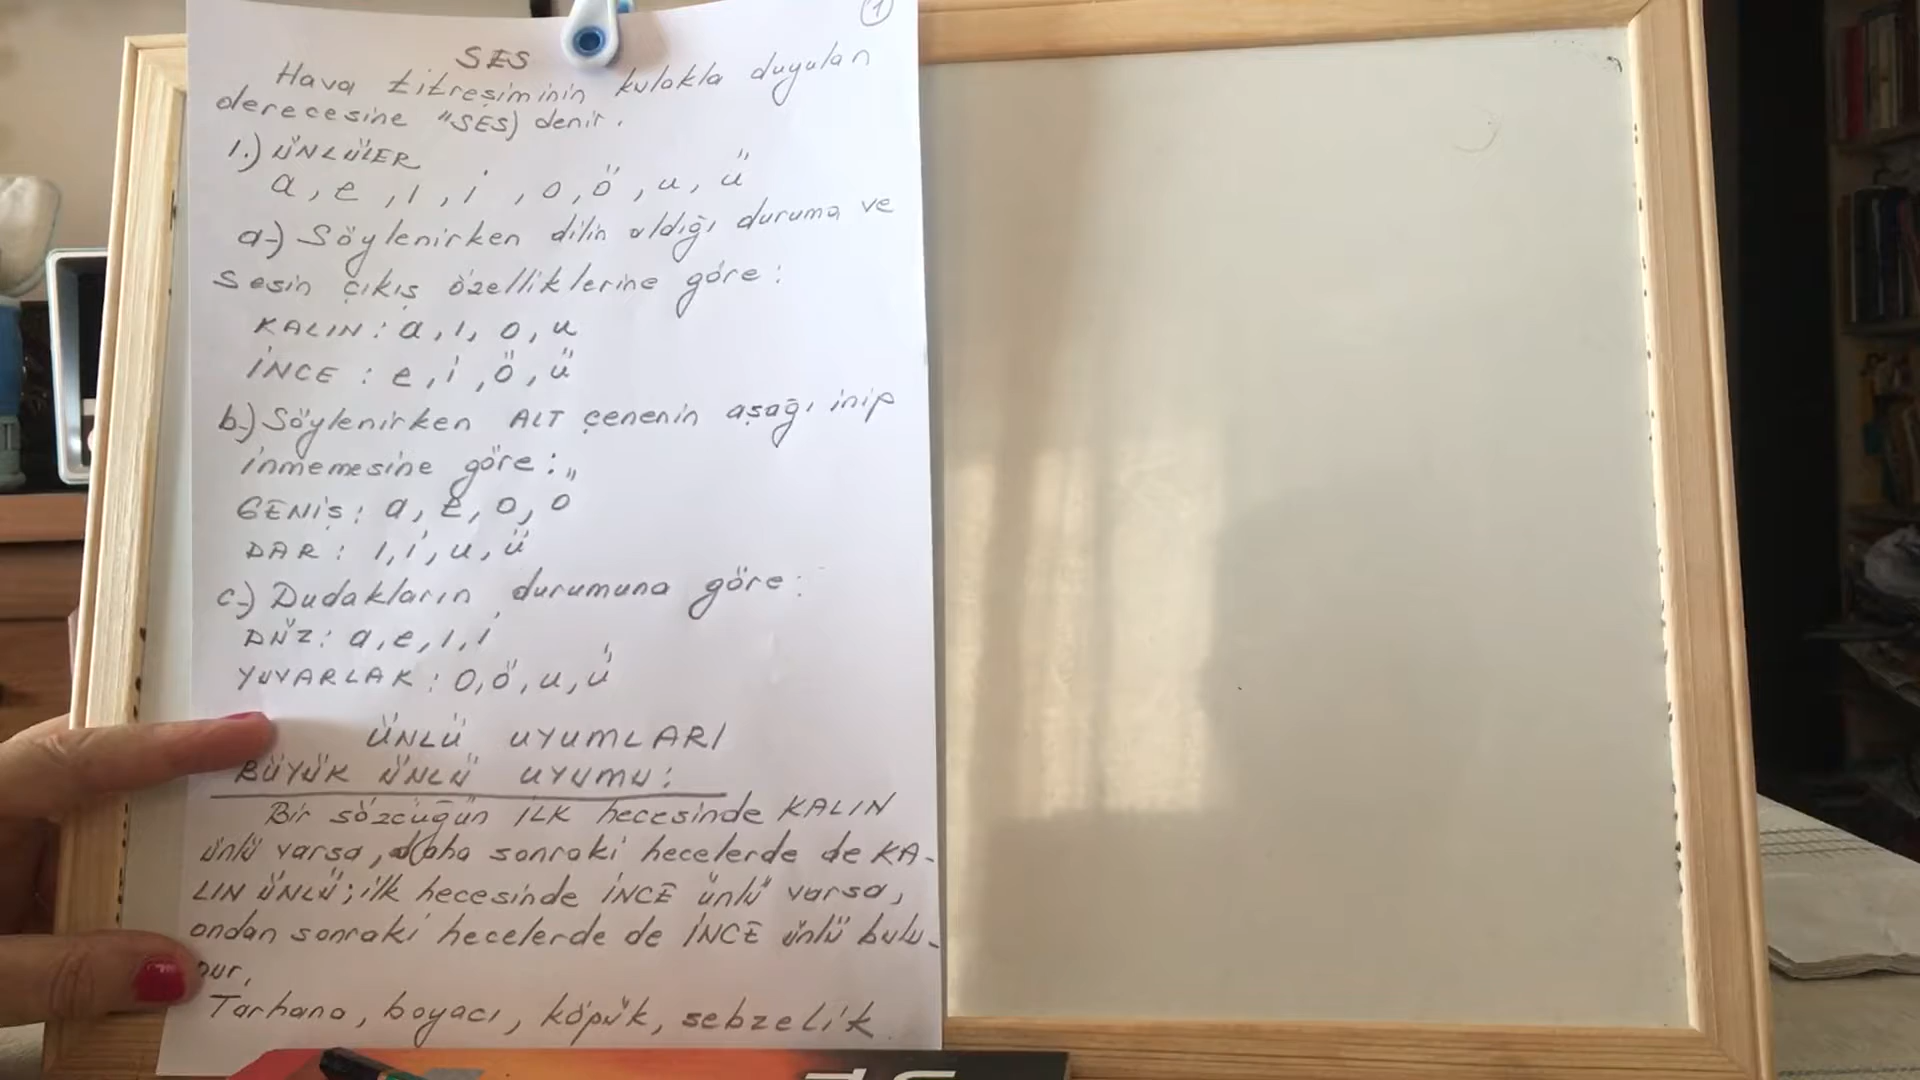 1
SES
Hava titreşiminin kulakla duyulan
derecesine "SES) denir.
1.) ÜNLÜLER
a, e, ı, i, o, ö, u, ü
a-) Söylenirken dilin aldığı duruma ve
sesin çıkış özelliklerine göre:
KALIN: a, ı, o, u
İNCE : e, i, ö, ü
b-) Söylenirken ALT çenenin aşağı inip
inmemesine göre:
GENİŞ: a, e, o, ö
DAR : ı, i, u, ü
c-) Dudakların durumuna göre:
DÜZ: a, e, ı, i
YUVARLAK: o, ö, u, ü
ÜNLÜ UYUMLARI
BÜYÜK ÜNLÜ UYUMU:
Bir sözcüğün İLK hecesinde KALIN
ünlü varsa, daha sonraki hecelerde de KA-
LIN ÜNLÜ; ilk hecesinde İNCE ünlü varsa,
ondan sonraki hecelerde de İNCE ünlü bulu-
nur.
Tarhana, boyacı, köpük, sebzelik